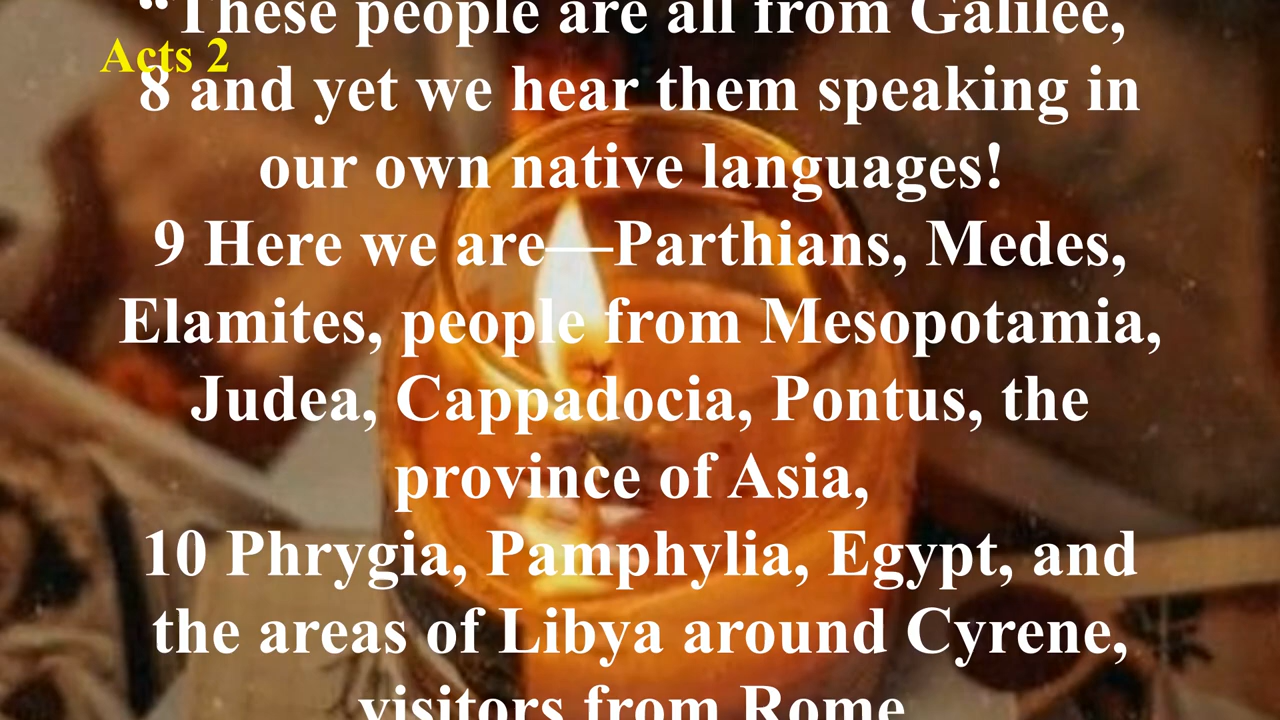 “These people are all from Galilee,
Acts 2
8 and yet we hear them speaking in
our own native languages!
9 Here we are—Parthians, Medes,
Elamites, people from Mesopotamia,
Judea, Cappadocia, Pontus, the
province of Asia,
10 Phrygia, Pamphylia, Egypt, and
the areas of Libya around Cyrene,
visitors from Rome